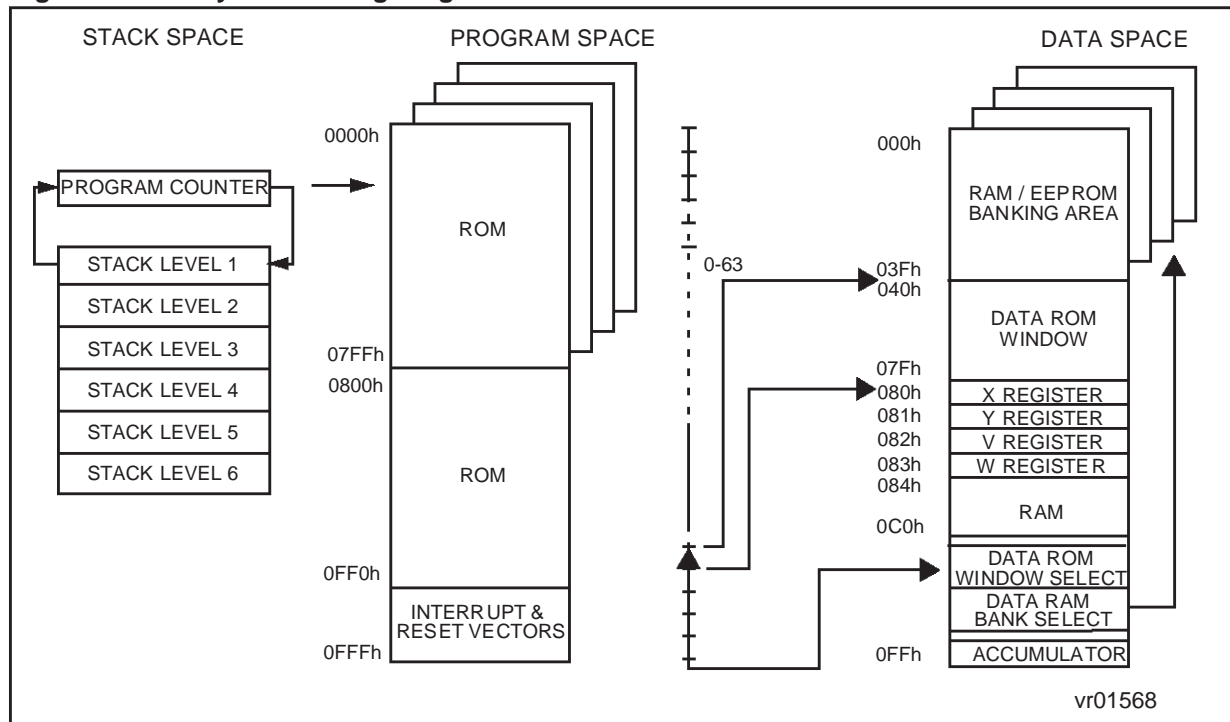 STACK SPACE
PROGRAM SPACE
DATA SPACE
PROGRAM COUNTER
STACK LEVEL 1
STACK LEVEL 2
STACK LEVEL 3
STACK LEVEL 4
STACK LEVEL 5
STACK LEVEL 6
0000h
ROM
07FFh
0800h
ROM
0FF0h
INTERRUPT &
RESET VECTORS
0FFFh
0-63
000h
RAM / EEPROM
BANKING AREA
03Fh
040h
DATA ROM
WINDOW
07Fh
080h
X REGISTER
081h
Y REGISTER
082h
V REGISTER
083h
W REGISTER
084h
RAM
0C0h
DATA ROM
WINDOW SELECT
DATA RAM
BANK SELECT
0FFh
ACCUMULATOR
vr01568